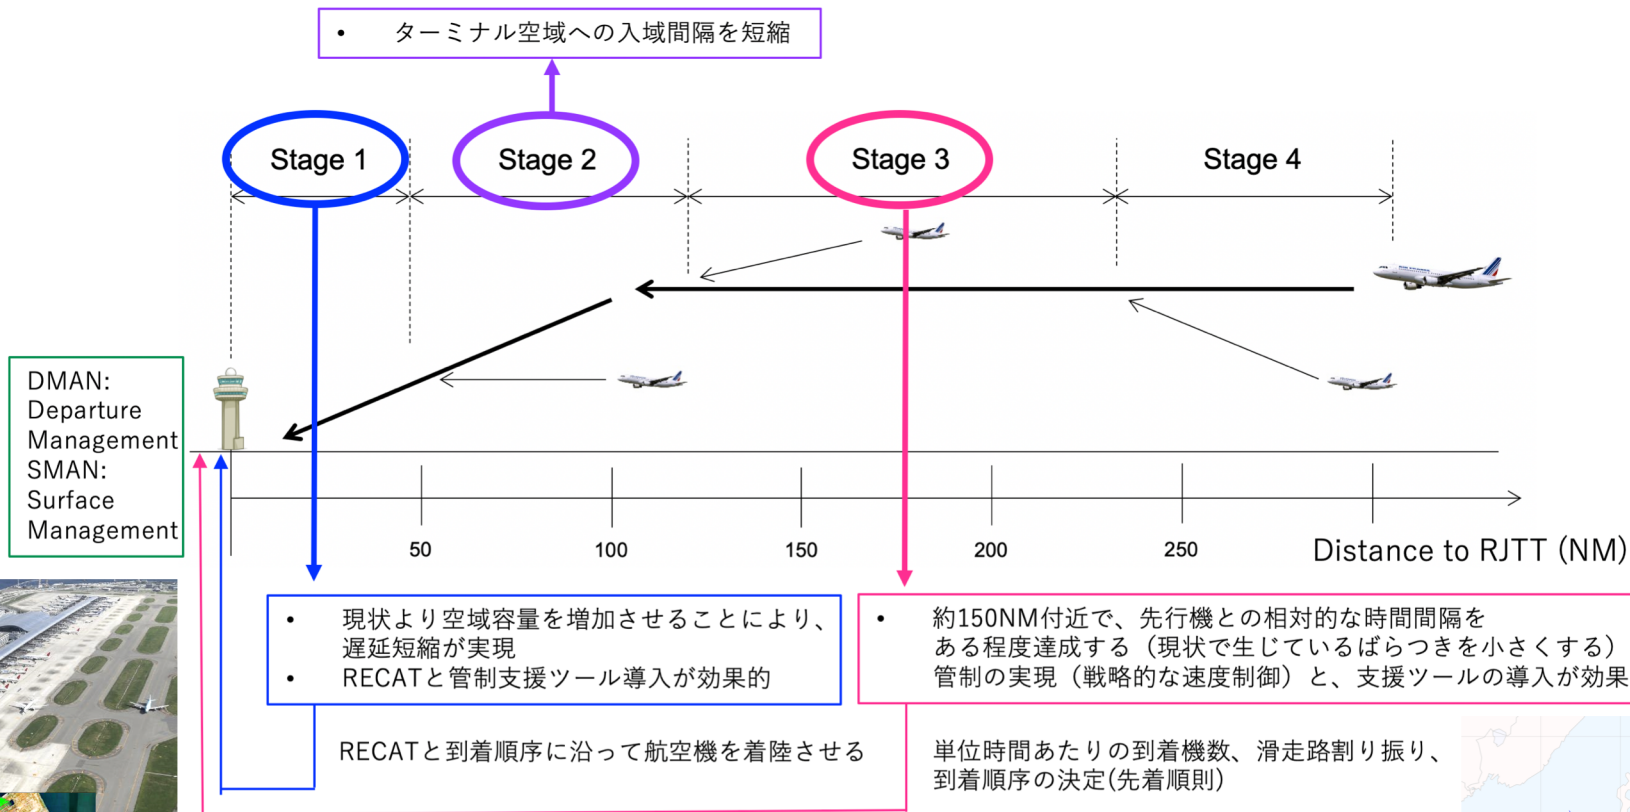 • ターミナル空域への入域間隔を短縮
Stage 1
Stage 2
Stage 3
Stage 4
DMAN:
Departure
Management
SMAN:
Surface
Management
50
100
150
200
250
Distance to RJTT (NM)
• 現状より空域容量を増加させることにより、
遅延短縮が実現
• RECATと管制支援ツール導入が効果的
• 約150NM付近で、先行機との相対的な時間間隔を
ある程度達成する（現状で生じているばらつきを小さくする）
管制の実現（戦略的な速度制御）と、支援ツールの導入が効果
RECATと到着順序に沿って航空機を着陸させる
単位時間あたりの到着機数、滑走路割り振り、
到着順序の決定(先着順則)